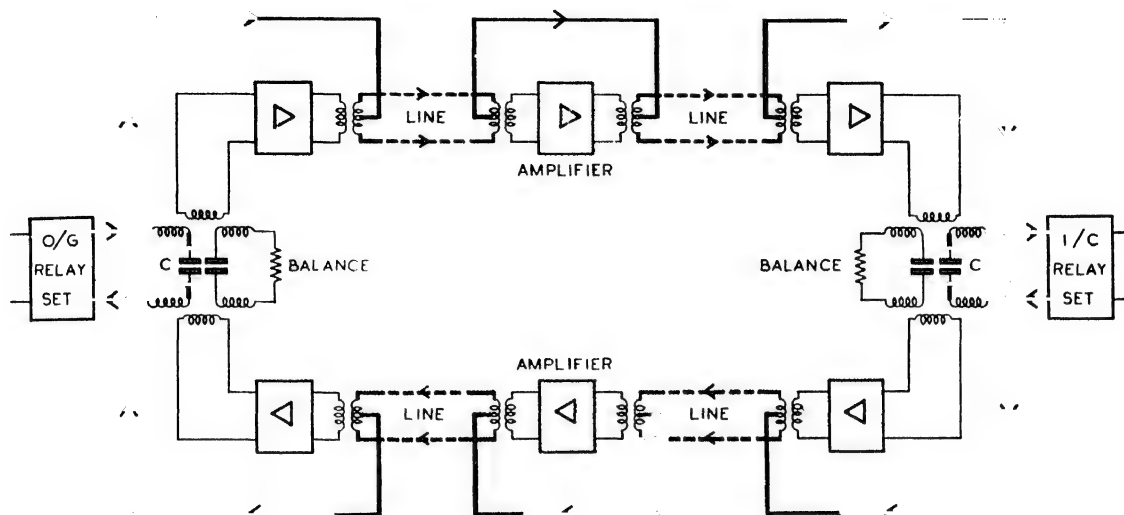 LINE
LINE
AMPLIFIER
O/G
RELAY
SET
C
BALANCE
BALANCE
C
I/C
RELAY
SET
AMPLIFIER
LINE
LINE